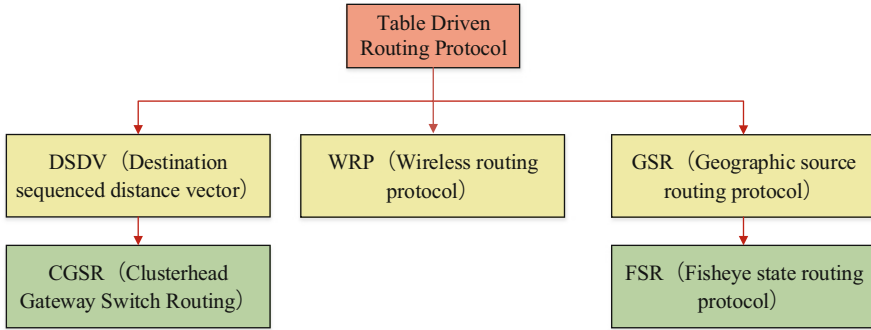 Table Driven
Routing Protocol
DSDV（Destination
sequenced distance vector）
WRP（Wireless routing
protocol）
GSR（Geographic source
routing protocol）
CGSR（Clusterhead
Gateway Switch Routing）
FSR（Fisheye state routing
protocol）